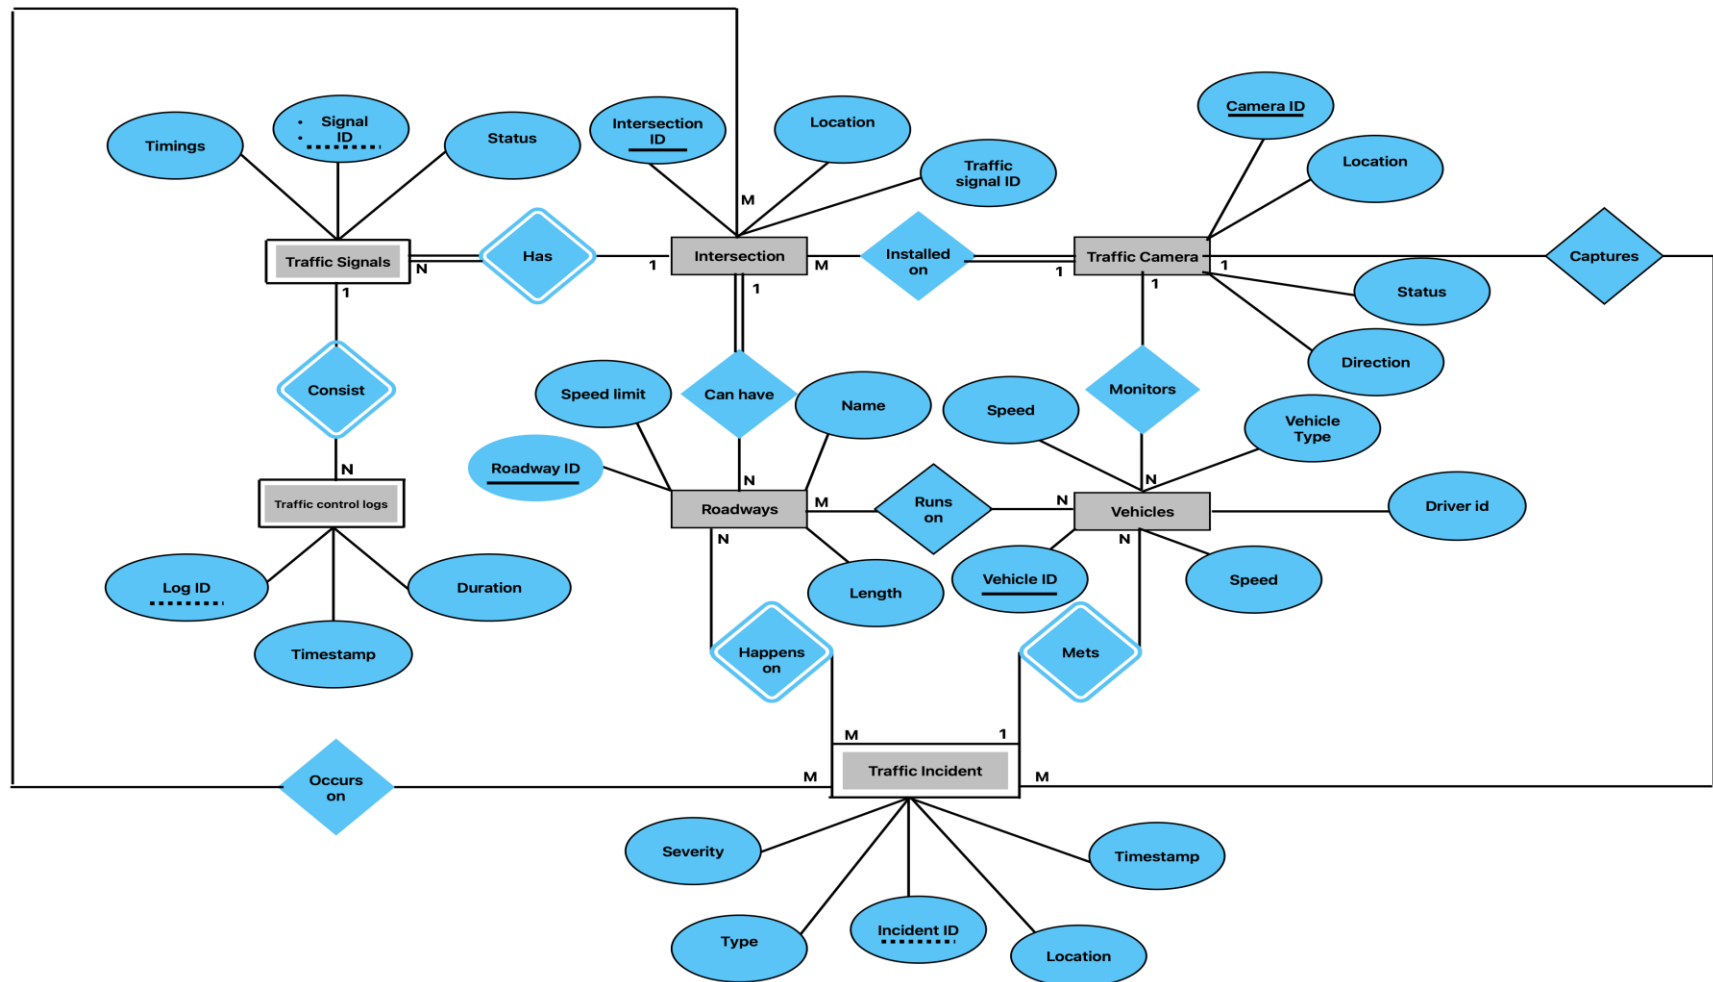 Camera ID
Signal
ID
Intersection
ID
Location
Timings
Status
Traffic
signal ID
Location
M
Has
Installed
on
Traffic Signals
N
1
Intersection
M
1
Traffic Camera
1
Captures
1
1
1
Status
Consist
Can have
Monitors
Direction
Speed limit
Name
Speed
Vehicle
Type
Roadway ID
N
N
N
Traffic control logs
Roadways
M
Runs
on
N
Vehicles
Driver id
N
N
Log ID
Duration
Length
Vehicle ID
Speed
Timestamp
Happens
on
Mets
M
1
Occurs
on
M
Traffic Incident
M
Severity
Timestamp
Type
Incident ID
Location